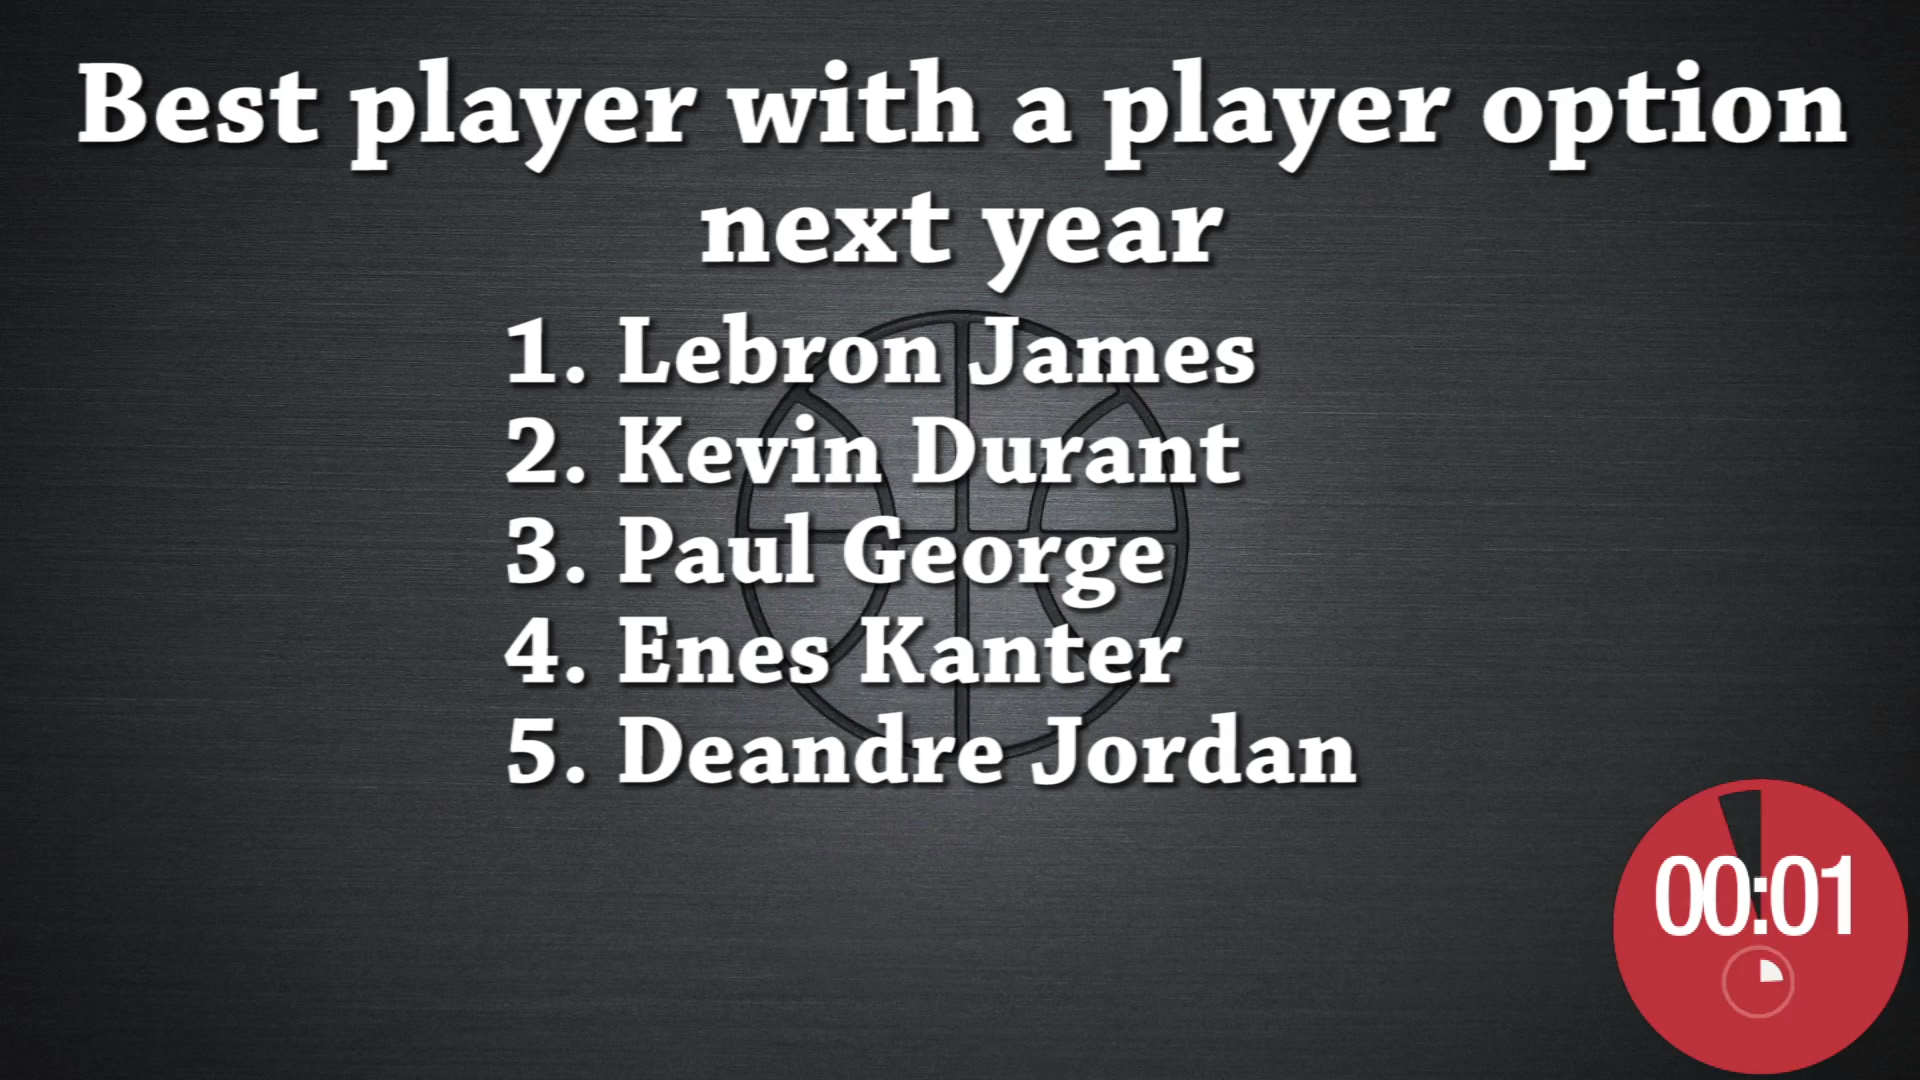 Best player with a player option
next year
1. Lebron James
2. Kevin Durant
3. Paul George
4. Enes Kanter
5. Deandre Jordan
00:01